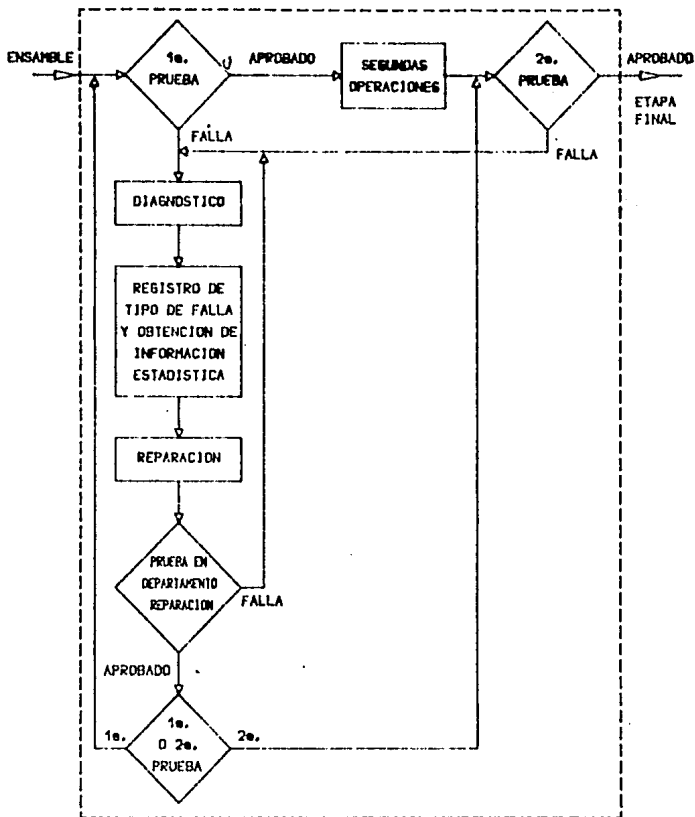 ENSAMBLE
1a.
PRUEBA
APROBADO
SEGUNDAS
OPERACIONES
2a.
PRUEBA
APROBADO
ETAPA
FINAL
FALLA
FALLA
DIAGNOSTICO
REGISTRO DE
TIPO DE FALLA
Y OBTENCION DE
INFORMACION
ESTADISTICA
REPARACION
PRUEBA EN
DEPARTAMENTO
REPARACION
FALLA
APROBADO
1a.
1a.
O 2a.
PRUEBA
2a.